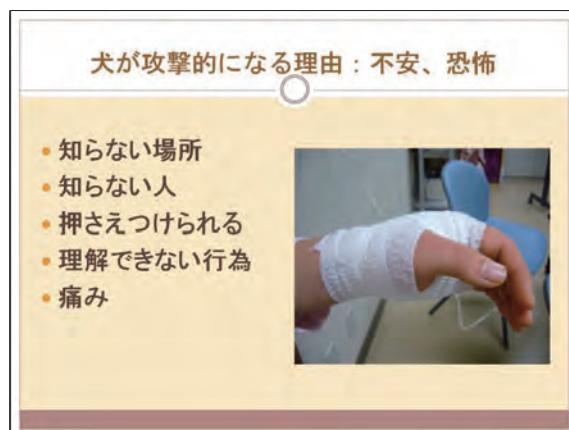 犬が攻撃的になる理由：不安、恐怖
• 知らない場所
• 知らない人
• 押さえつけられる
• 理解できない行為
• 痛み